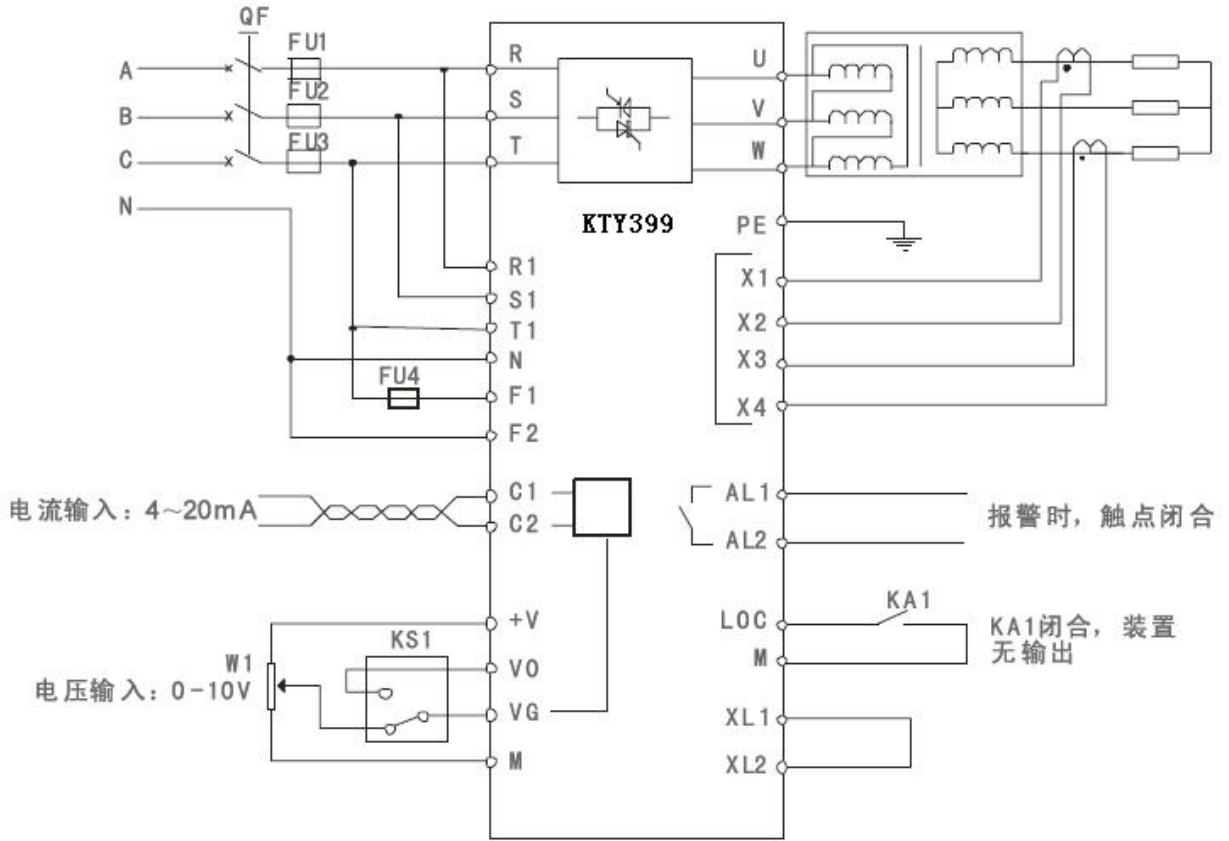 QF
FU1
A
R
U
FU2
B
S
V
FU3
C
T
W
N
KTY399
PE
R1
X1
S1
X2
T1
N
X3
FU4
F1
X4
F2
C1
AL1
电流输入：4～20mA
报警时，触点闭合
C2
AL2
+V
LOC
KA1
KS1
KA1闭合，装置
无输出
M
W1
VO
电压输入：0-10V
VG
XL1
M
XL2